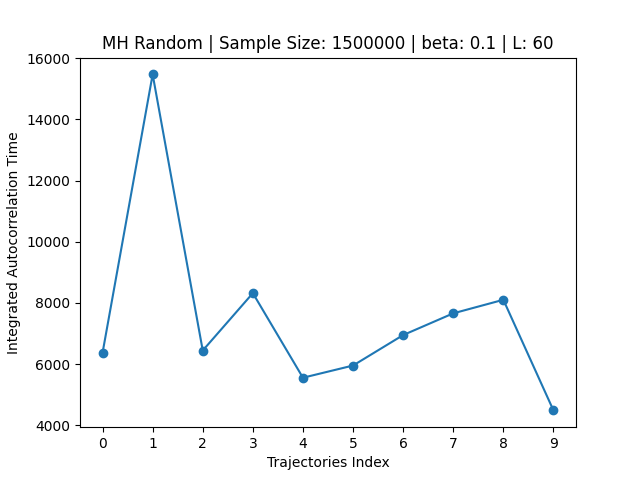 MH Random | Sample Size: 1500000 | beta: 0.1 | L: 60
Integrated Autocorrelation Time
16000
14000
12000
10000
8000
6000
4000
0 1 2 3 4 5 6 7 8 9
Trajectories Index